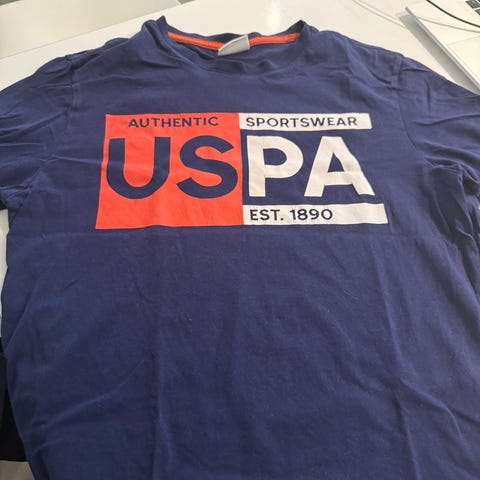 AUTHENTIC SPORTSWEAR
USPA
EST. 1890